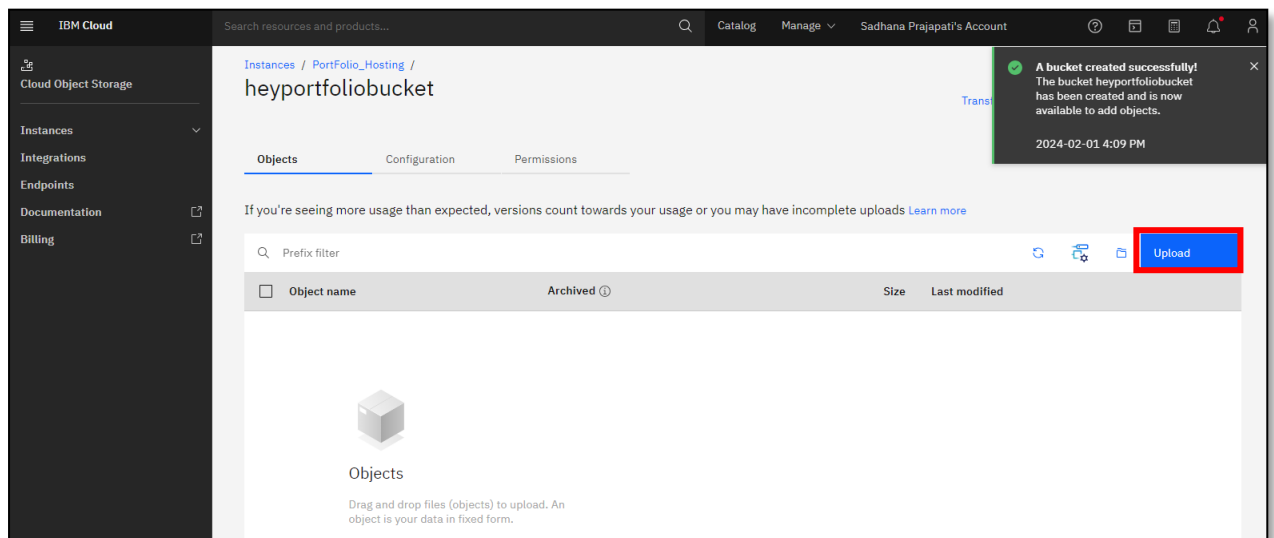 IBM Cloud
Search resources and products...
Catalog
Manage
Sadhana Prajapati's Account
Cloud Object Storage
Instances
Integrations
Endpoints
Documentation
Billing
Instances / PortFolio_Hosting /
heyportfoliobucket
A bucket created successfully!
The bucket heyportfoliobucket
has been created and is now
available to add objects.
2024-02-01 4:09 PM
Objects
Configuration
Permissions
If you're seeing more usage than expected, versions count towards your usage or you may have incomplete uploads Learn more
Prefix filter
Upload
Object name
Archived
Size
Last modified
Objects
Drag and drop files (objects) to upload. An
object is your data in fixed form.